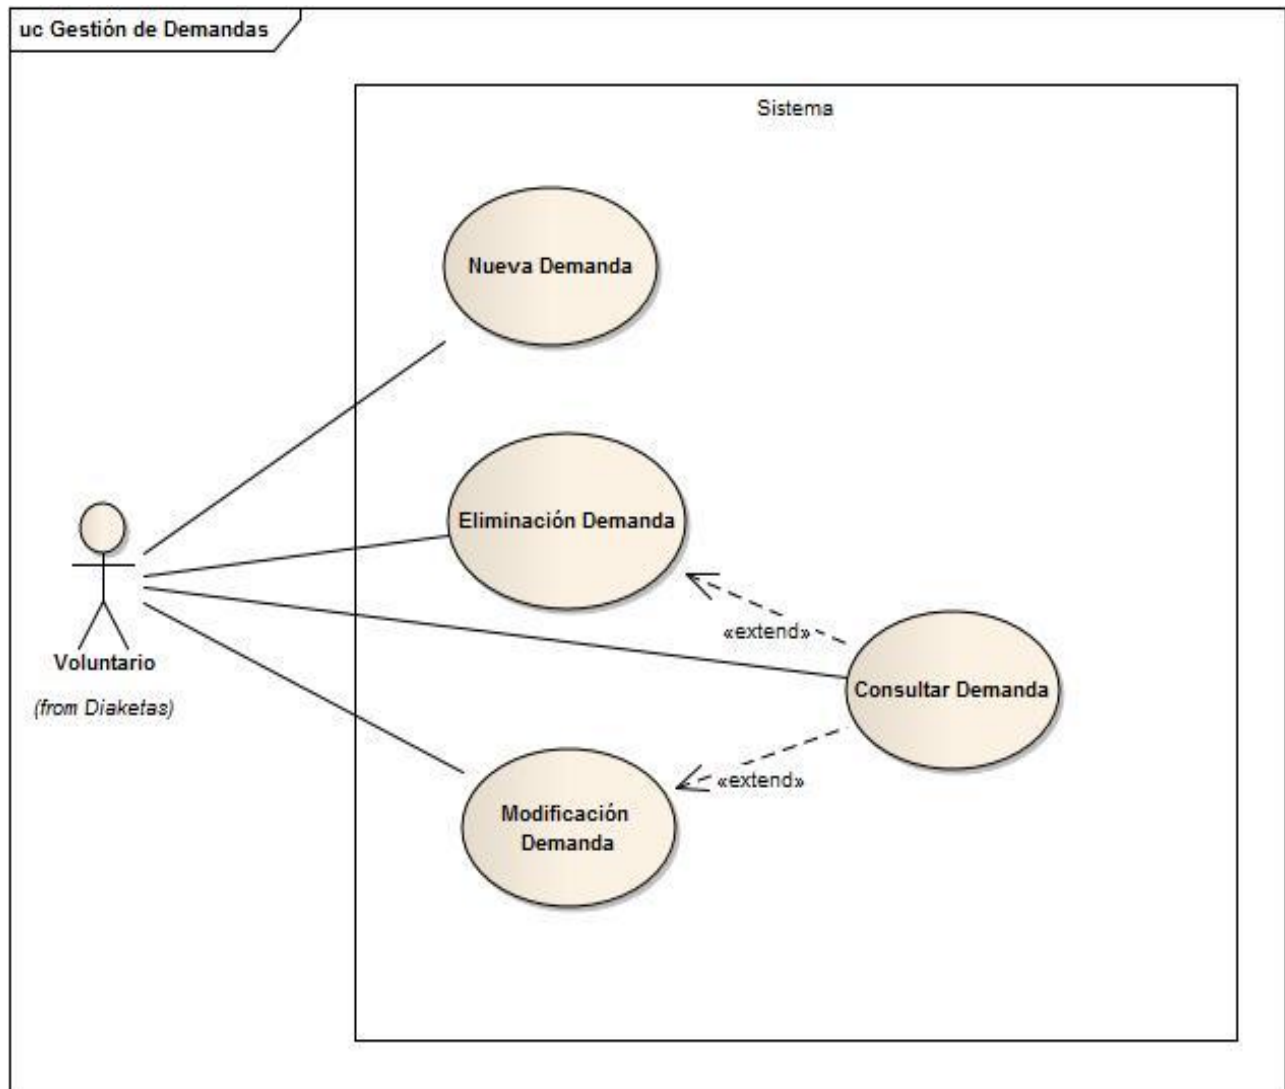 uc Gestión de Demandas
Sistema
Nueva Demanda
Eliminación Demanda
«extend»
Voluntario
(from Diaketas)
Consultar Demanda
«extend»
Modificación
Demanda